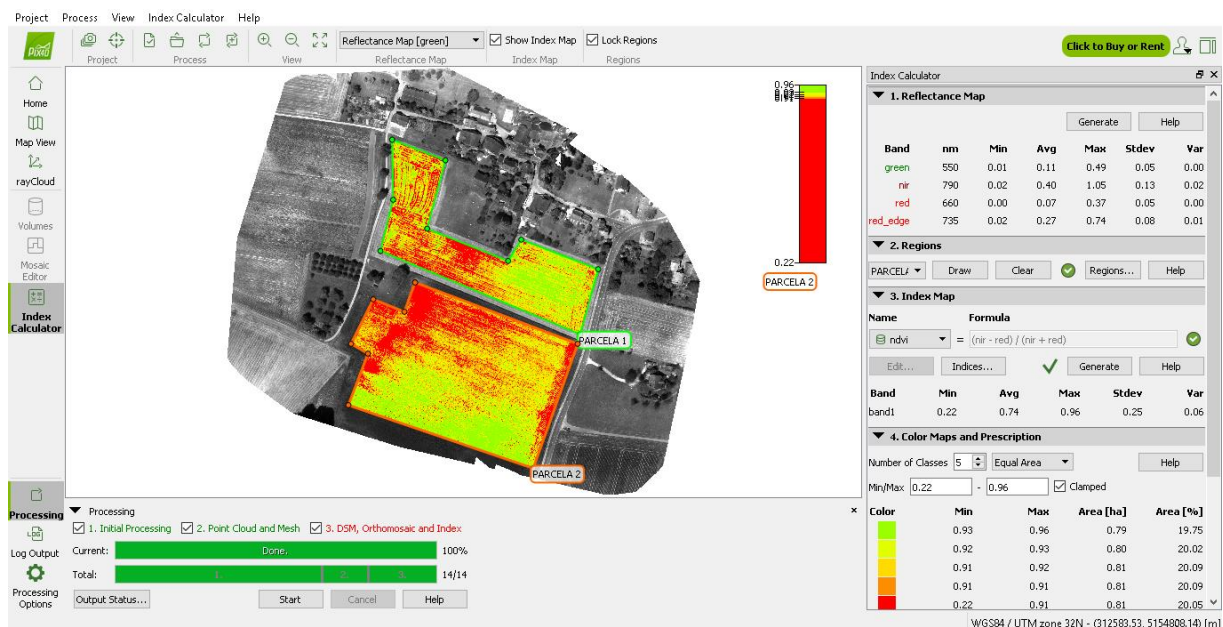 Project Process View Index Calculator Help
Reflectance Map [green] Show Index Map Lock Regions Click to Buy or Rent
Project Process View Reflectance Map Index Map Regions
Home
Map View
rayCloud
Volumes
Mosaic
Editor
Index
Calculator
Processing
Log Output
Processing
Options
0.96
0.91
0.22
PARCELA 2
PARCELA 1
PARCELA 2
Processing
1. Initial Processing 2. Point Cloud and Mesh 3. DSM, Orthomosaic and Index
Current: Done. 100%
Total: 1. 2. 3. 14/14
Output Status... Start Cancel Help
Index Calculator
1. Reflectance Map
Generate Help
Band nm Min Avg Max Stdev Var
green 550 0.01 0.11 0.49 0.05 0.00
nir 790 0.02 0.40 1.05 0.13 0.02
red 660 0.00 0.07 0.37 0.05 0.00
red_edge 735 0.02 0.27 0.74 0.08 0.01
2. Regions
Draw Clear Regions... Help
3. Index Map
Name Formula
ndvi = (nir - red) / (nir + red)
Edit... Indices... Generate Help
Band Min Avg Max Stdev Var
band1 0.22 0.74 0.96 0.25 0.06
4. Color Maps and Prescription
Number of Classes 5 Equal Area Help
Min/Max 0.22 - 0.96 Clamped
Color Min Max Area [ha] Area [%]
0.93 0.96 0.79 19.75
0.92 0.93 0.80 20.02
0.91 0.92 0.81 20.09
0.91 0.91 0.81 20.09
0.22 0.91 0.81 20.05
WGS84 / UTM zone 32N - (312583.53, 5154808.14) [m]